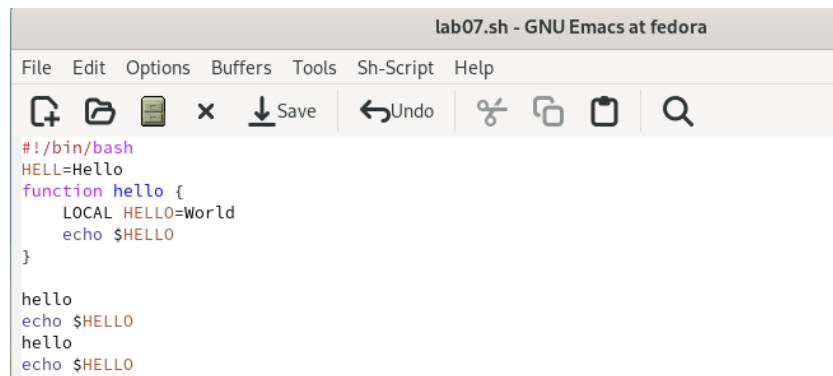 lab07.sh - GNU Emacs at fedora
File Edit Options Buffers Tools Sh-Script Help
Save Undo
#!/bin/bash
HELL=Hello
function hello {
    LOCAL HELLO=World
    echo $HELLO
}
hello
echo $HELLO
hello
echo $HELLO